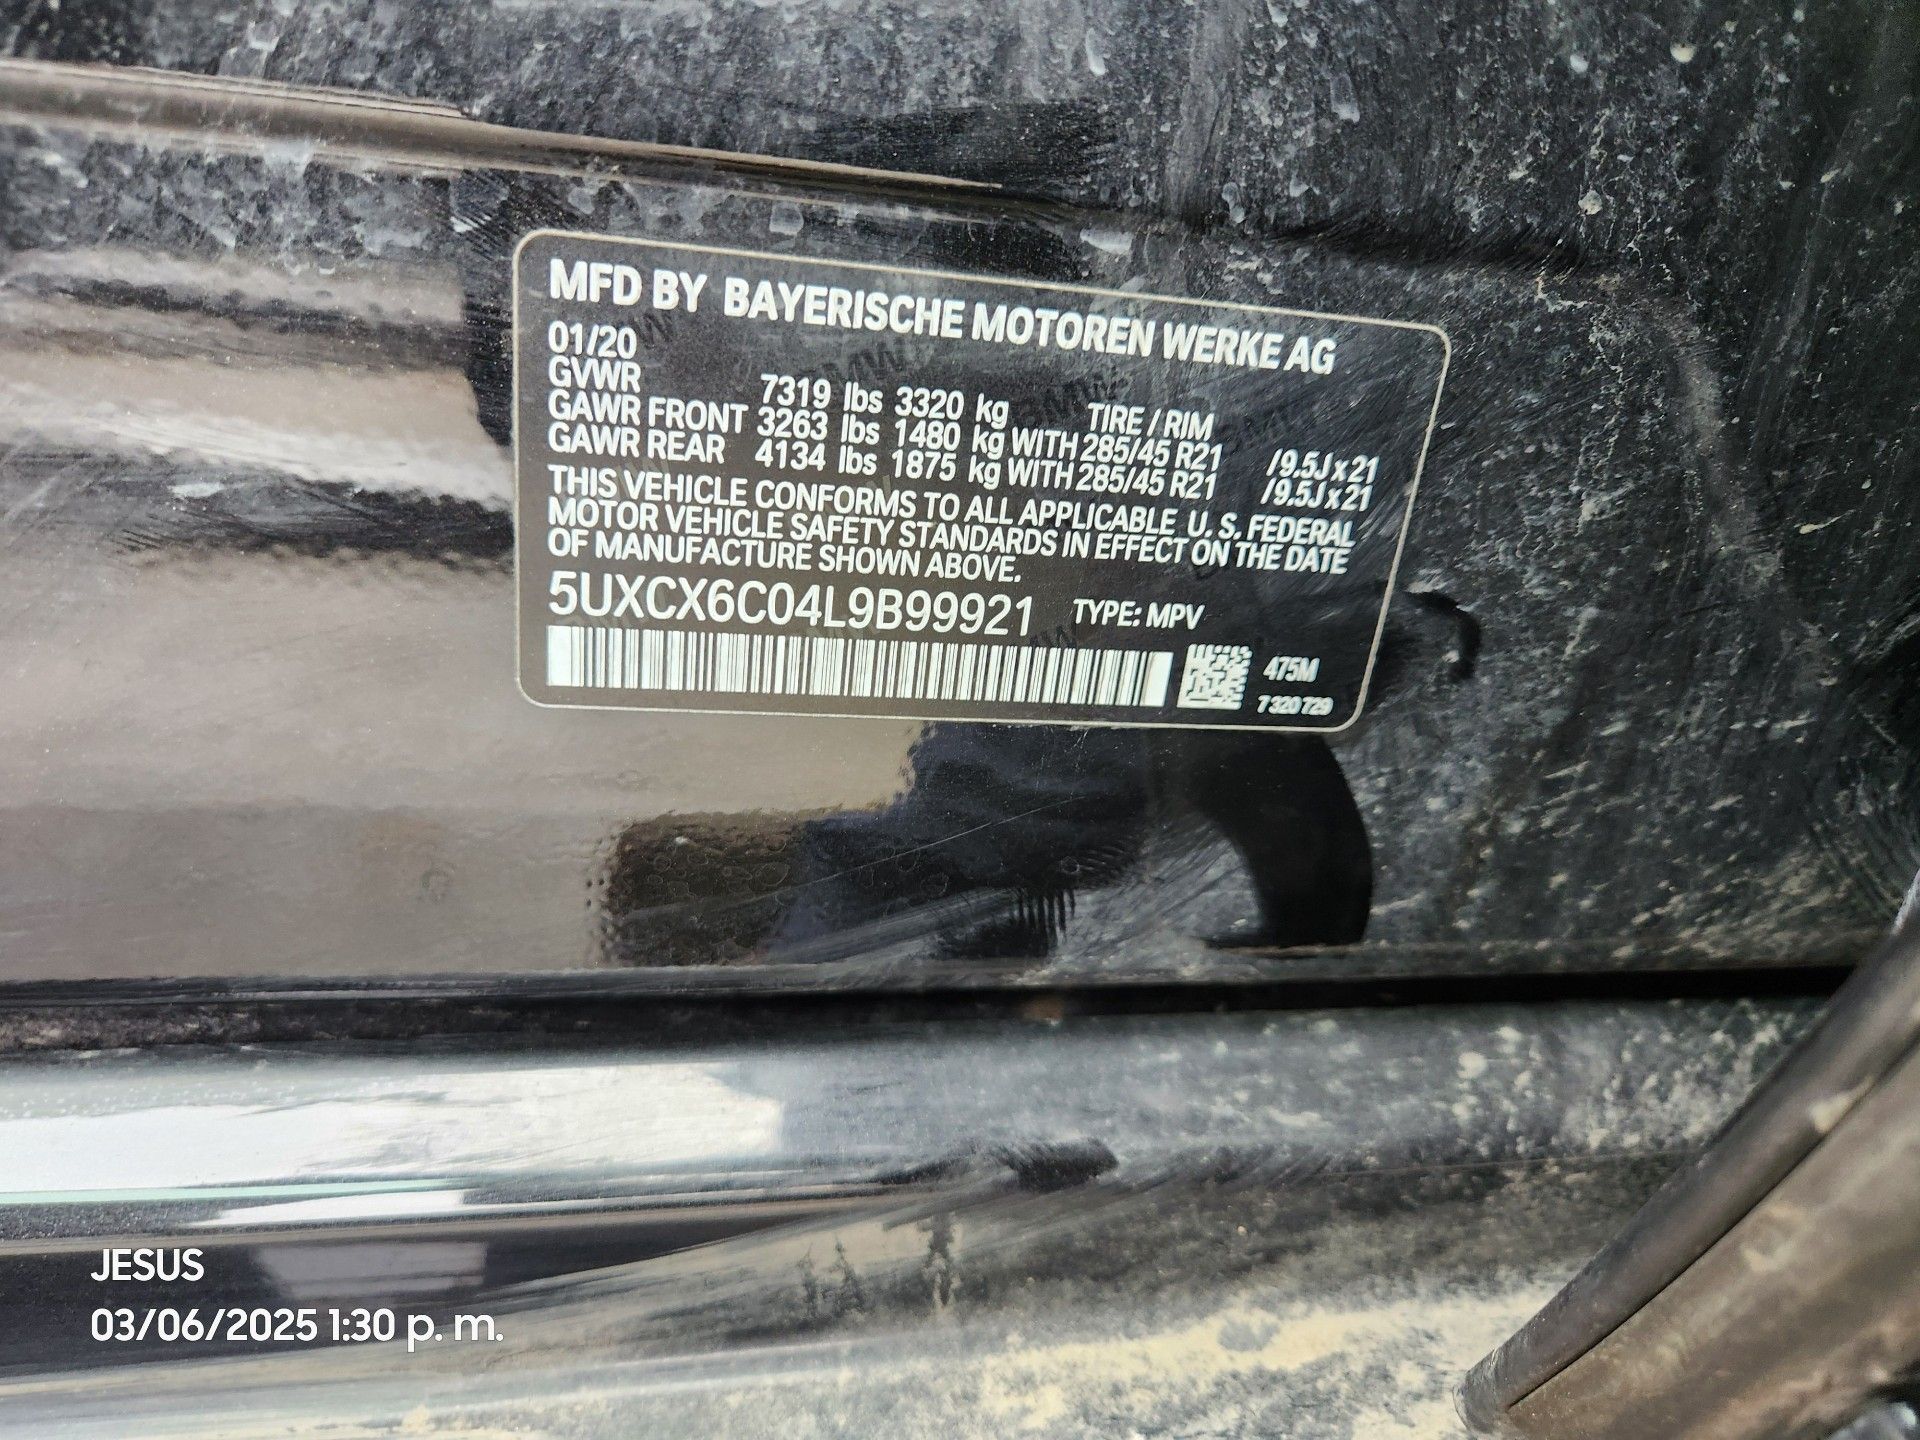 MFD BY BAYERISCHE MOTOREN WERKE AG
01/20
GVWR 7319 lbs 3320 kg TIRE / RIM
GAWR FRONT 3263 lbs 1480 kg WITH 285/45 R21 /9.5J x 21
GAWR REAR 4134 lbs 1875 kg WITH 285/45 R21 /9.5J x 21
THIS VEHICLE CONFORMS TO ALL APPLICABLE U. S. FEDERAL
MOTOR VEHICLE SAFETY STANDARDS IN EFFECT ON THE DATE
OF MANUFACTURE SHOWN ABOVE.
5UXCX6C04L9B99921 TYPE: MPV
475M
7 320 729
JESUS
03/06/2025 1:30 p. m.